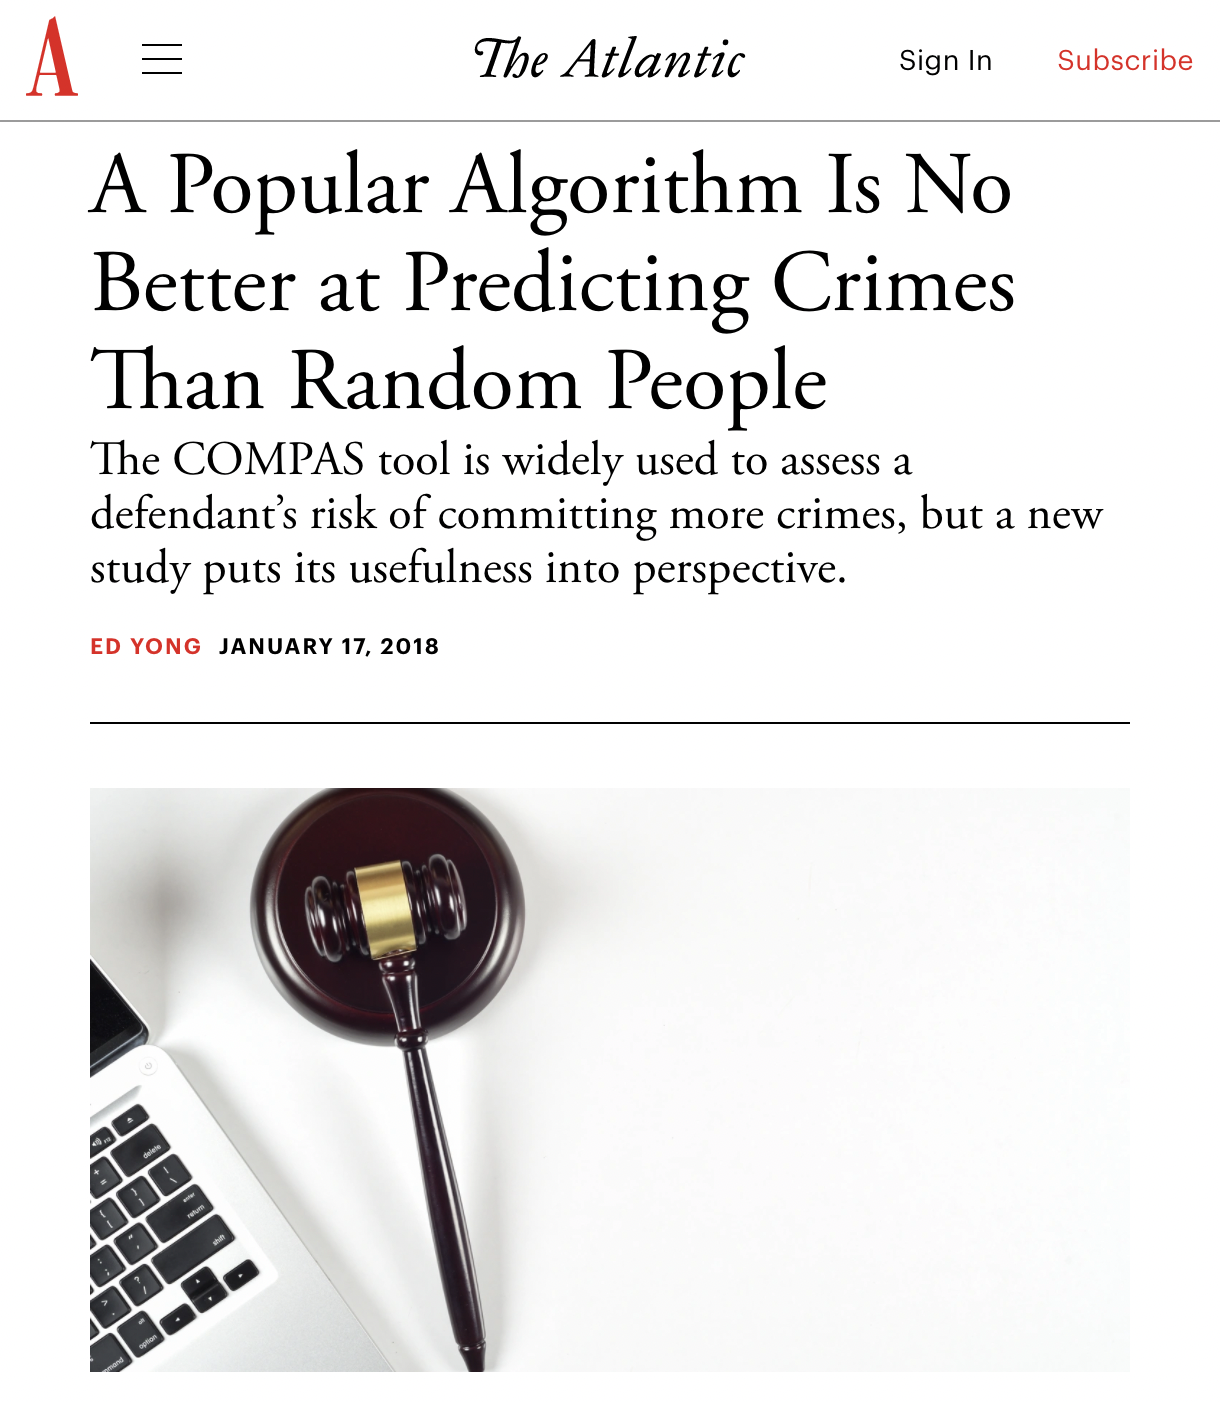 A
The Atlantic
Sign In
Subscribe
A Popular Algorithm Is No
Better at Predicting Crimes
Than Random People
The COMPAS tool is widely used to assess a
defendant’s risk of committing more crimes, but a new
study puts its usefulness into perspective.
ED YONG JANUARY 17, 2018
delete
enter
return
shift
alt
option
command